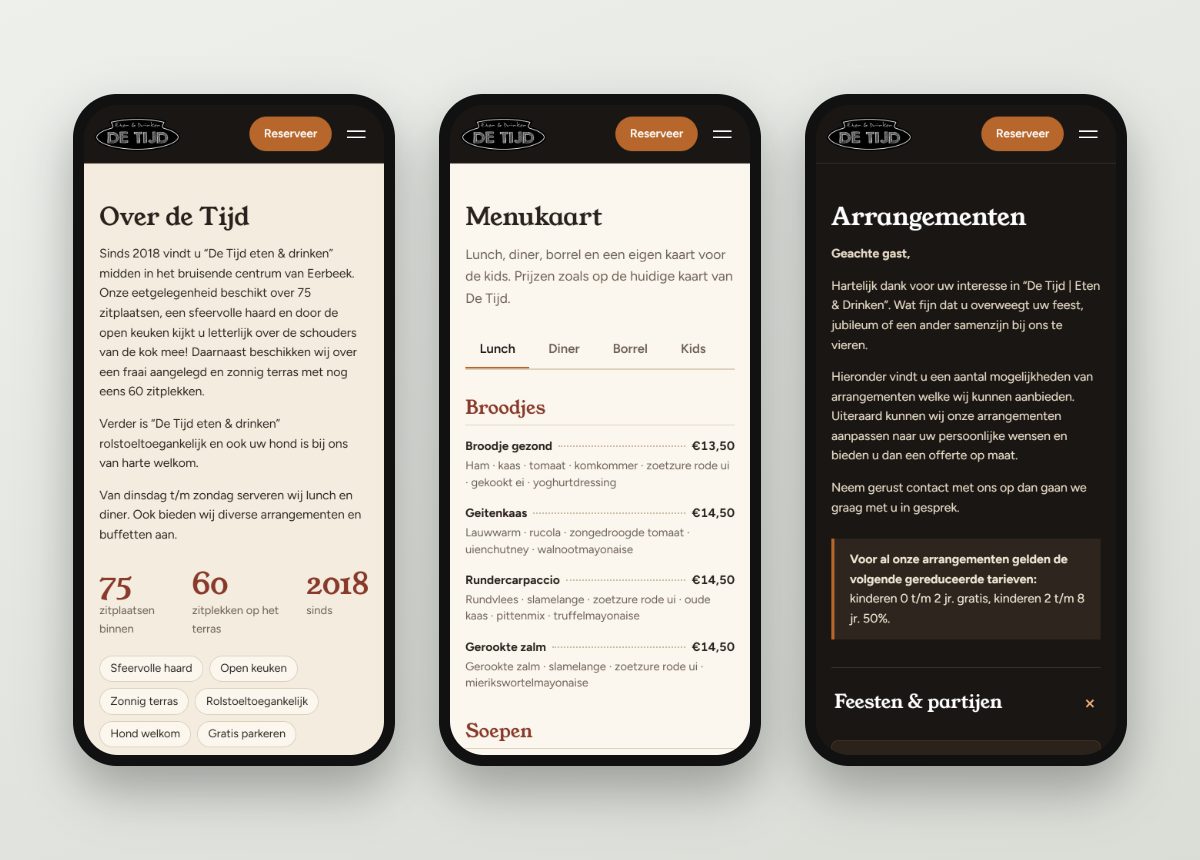 Eten & Drinken
DE TIJD
Reserveer
Over de Tijd
Sinds 2018 vindt u “De Tijd eten & drinken”
midden in het bruisende centrum van Eerbeek.
Onze eetgelegenheid beschikt over 75
zitplaatsen, een sfeervolle haard en door de
open keuken kijkt u letterlijk over de schouders
van de kok mee! Daarnaast beschikken wij over
een fraai aangelegd en zonnig terras met nog
eens 60 zitplekken.
Verder is “De Tijd eten & drinken”
rolstoeltoegankelijk en ook uw hond is bij ons
van harte welkom.
Van dinsdag t/m zondag serveren wij lunch en
diner. Ook bieden wij diverse arrangementen en
buffetten aan.
75 60 2018
zitplaatsen zitplekken op het sinds
binnen terras
Sfeervolle haard Open keuken
Zonnig terras Rolstoeltoegankelijk
Hond welkom Gratis parkeren
Eten & Drinken
DE TIJD
Reserveer
Menukaart
Lunch, diner, borrel en een eigen kaart voor
de kids. Prijzen zoals op de huidige kaart van
De Tijd.
Lunch Diner Borrel Kids
Broodjes
Broodje gezond €13,50
Ham · kaas · tomaat · komkommer · zoetzure rode ui
· gekookt ei · yoghurtdressing
Geitenkaas €14,50
Lauwwarm · rucola · zongedroogde tomaat ·
uienchutney · walnootmayonaise
Rundercarpaccio €14,50
Rundvlees · slamelange · zoetzure rode ui · oude
kaas · pittenmix · truffelmayonaise
Gerookte zalm €14,50
Gerookte zalm · slamelange · zoetzure rode ui ·
mierikswortelmayonaise
Soepen
Eten & Drinken
DE TIJD
Reserveer
Arrangementen
Geachte gast,
Hartelijk dank voor uw interesse in “De Tijd | Eten
& Drinken”. Wat fijn dat u overweegt uw feest,
jubileum of een ander samenzijn bij ons te
vieren.
Hieronder vindt u een aantal mogelijkheden van
arrangementen welke wij kunnen aanbieden.
Uiteraard kunnen wij onze arrangementen
aanpassen naar uw persoonlijke wensen en
bieden u dan een offerte op maat.
Neem gerust contact met ons op dan gaan we
graag met u in gesprek.
Voor al onze arrangementen gelden de
volgende gereduceerde tarieven:
kinderen 0 t/m 2 jr. gratis, kinderen 2 t/m 8
jr. 50%.
Feesten & partijen